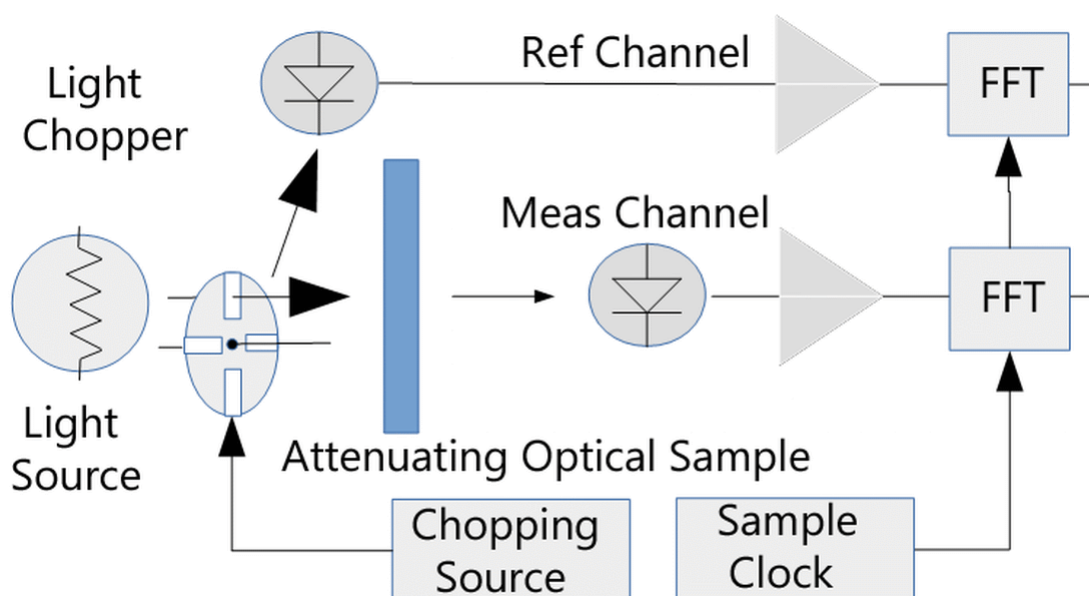 Ref Channel
FFT
Light
Chopper
Meas Channel
FFT
Light
Source
Attenuating Optical Sample
Chopping
Source
Sample
Clock